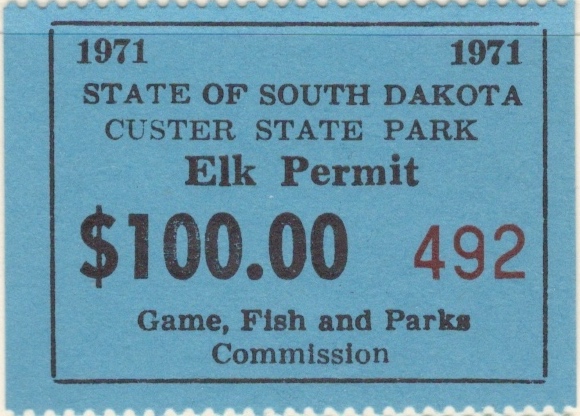 1971 1971
STATE OF SOUTH DAKOTA
CUSTER STATE PARK
Elk Permit
$100.00 492
Game, Fish and Parks
Commission